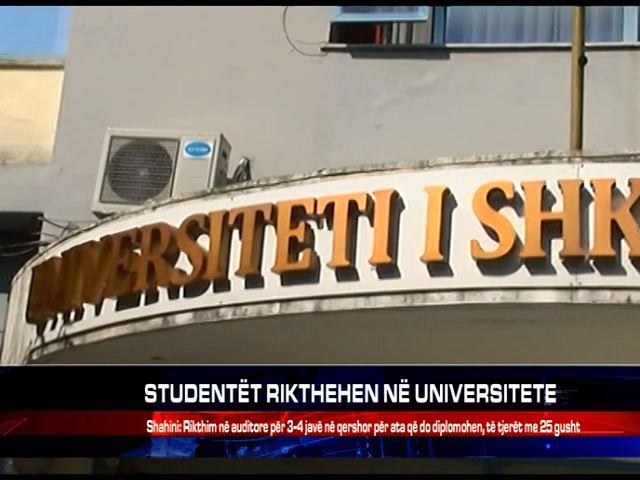 UNIVERSITETI I SHK
STUDENTËT RIKTHEHEN NË UNIVERSITETE
Shahini: Rikthim në auditore për 3-4 javë në qershor për ata që do diplomohen, të tjerët me 25 gusht